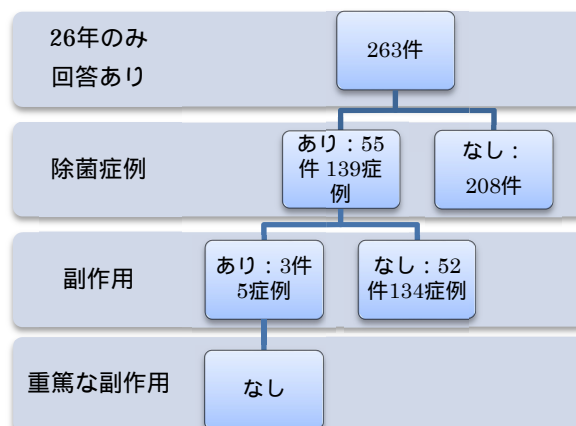 26年のみ
回答あり
263件
除菌症例
あり：55
件 139症
例
なし：
208件
副作用
あり：3件
5症例
なし：52
件134症例
重篤な副作用
なし